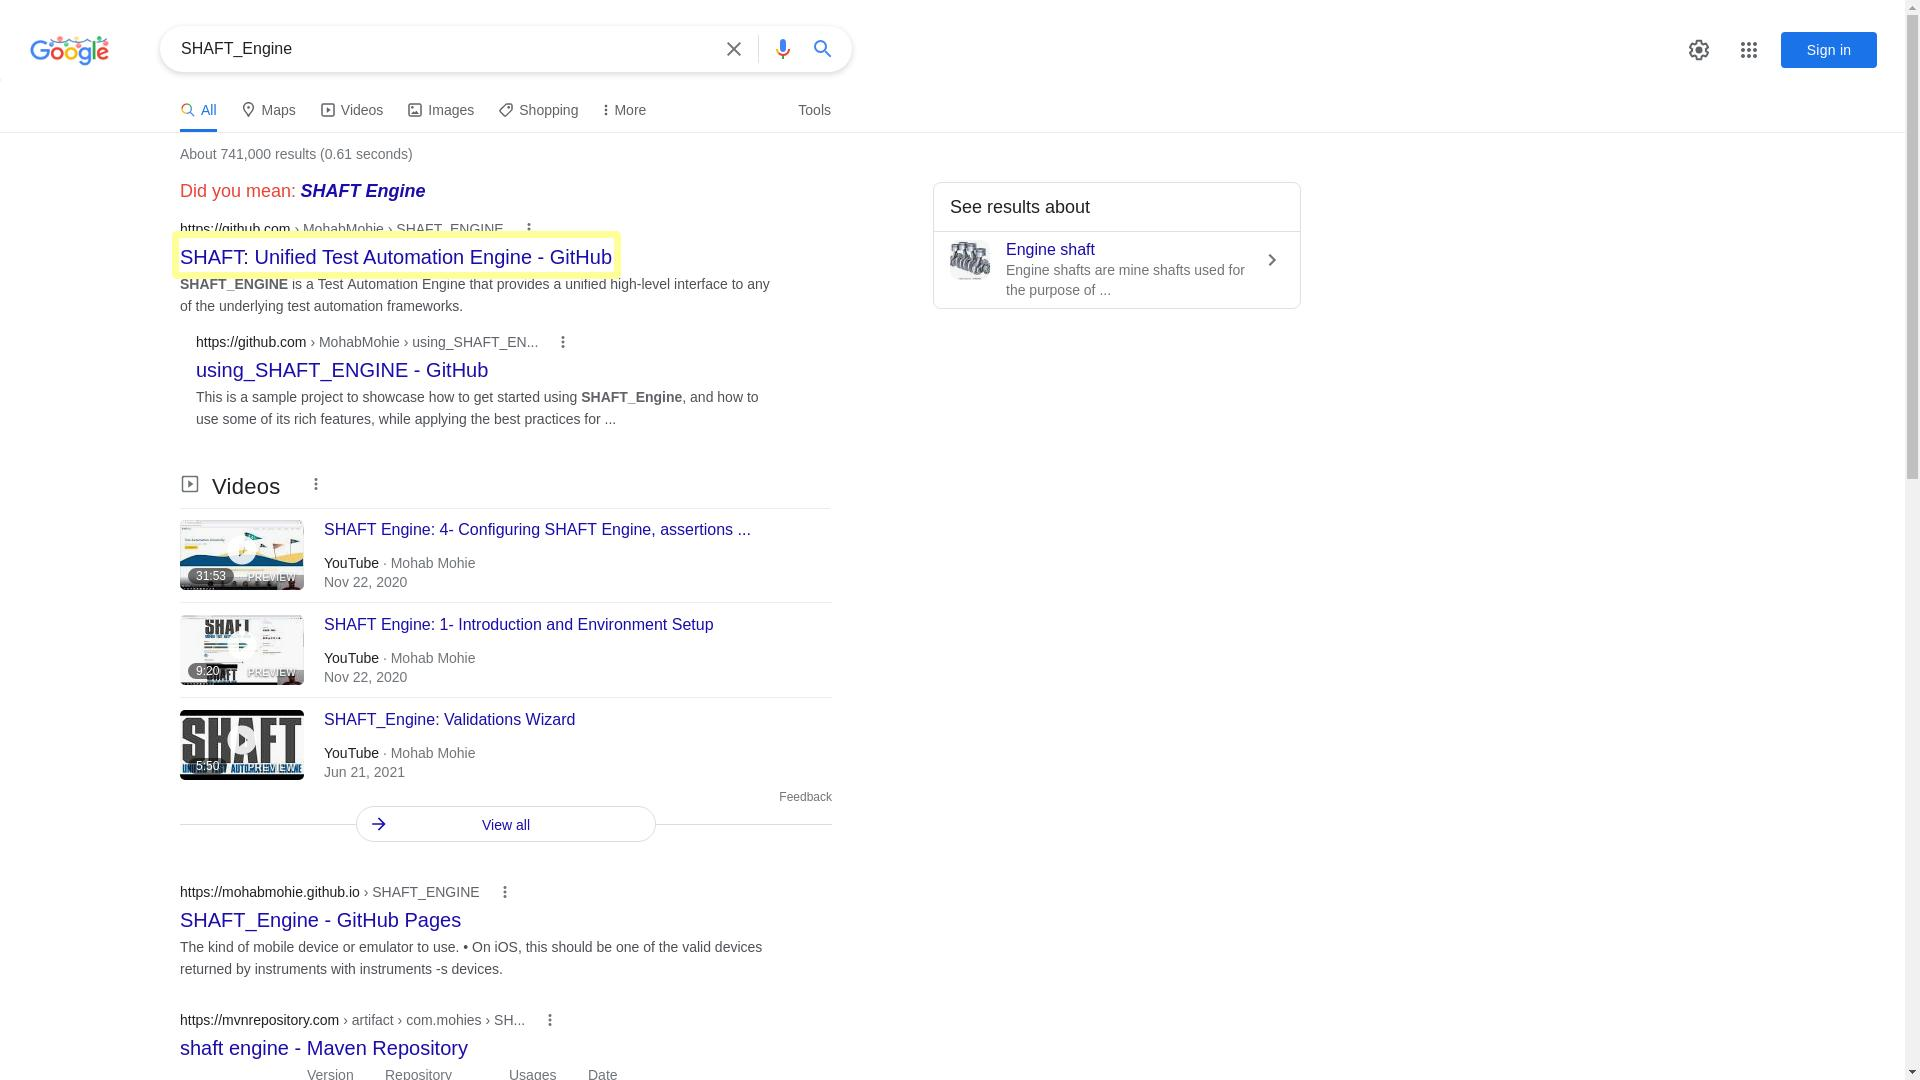 Google
SHAFT_Engine
Sign in
All
Maps
Videos
Images
Shopping
More
Tools
About 741,000 results (0.61 seconds)
Did you mean: SHAFT Engine
https://github.com › MohabMohie › SHAFT_ENGINE
SHAFT: Unified Test Automation Engine - GitHub
SHAFT_ENGINE is a Test Automation Engine that provides a unified high-level interface to any
of the underlying test automation frameworks.
https://github.com › MohabMohie › using_SHAFT_EN...
using_SHAFT_ENGINE - GitHub
This is a sample project to showcase how to get started using SHAFT_Engine, and how to
use some of its rich features, while applying the best practices for ...
See results about
Engine shaft
Engine shafts are mine shafts used for
the purpose of ...
Videos
31:53
PREVIEW
SHAFT Engine: 4- Configuring SHAFT Engine, assertions ...
YouTube · Mohab Mohie
Nov 22, 2020
SHAFT
9:20
PREVIEW
SHAFT Engine: 1- Introduction and Environment Setup
YouTube · Mohab Mohie
Nov 22, 2020
SHAFT
5:50
PREVIEW
SHAFT_Engine: Validations Wizard
YouTube · Mohab Mohie
Jun 21, 2021
Feedback
View all
https://mohabmohie.github.io › SHAFT_ENGINE
SHAFT_Engine - GitHub Pages
The kind of mobile device or emulator to use. • On iOS, this should be one of the valid devices
returned by instruments with instruments -s devices.
https://mvnrepository.com › artifact › com.mohies › SH...
shaft engine - Maven Repository
Version Repository Usages Date